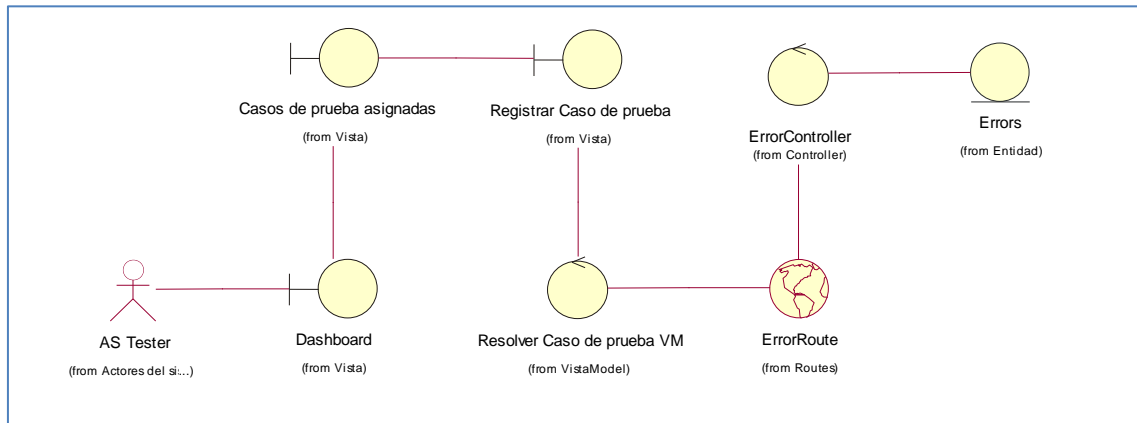 Casos de prueba asignadas
(from Vista)
Registrar Caso de prueba
(from Vista)
ErrorController
(from Controller)
Errors
(from Entidad)
AS Tester
(from Actores del si:...)
Dashboard
(from Vista)
Resolver Caso de prueba VM
(from VistaModel)
ErrorRoute
(from Routes)